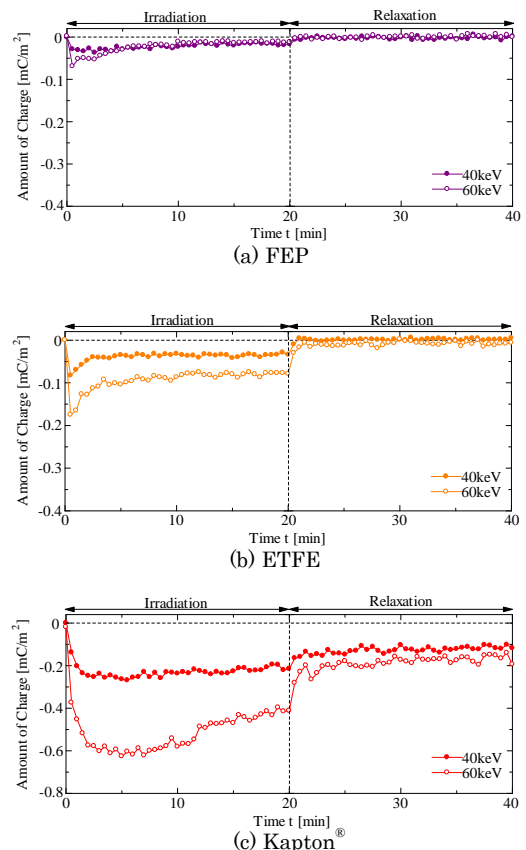 Irradiation Relaxation
0
-0.1
-0.2
-0.3
-0.4
Amount of Charge [mC/m²]
40keV
60keV
0 10 20 30 40
Time t [min]
(a) FEP
Irradiation Relaxation
0
-0.1
-0.2
-0.3
-0.4
Amount of Charge [mC/m²]
40keV
60keV
0 10 20 30 40
Time t [min]
(b) ETFE
Irradiation Relaxation
0
-0.2
-0.4
-0.6
-0.8
Amount of Charge [mC/m²]
40keV
60keV
0 10 20 30 40
Time t [min]
(c) Kapton®